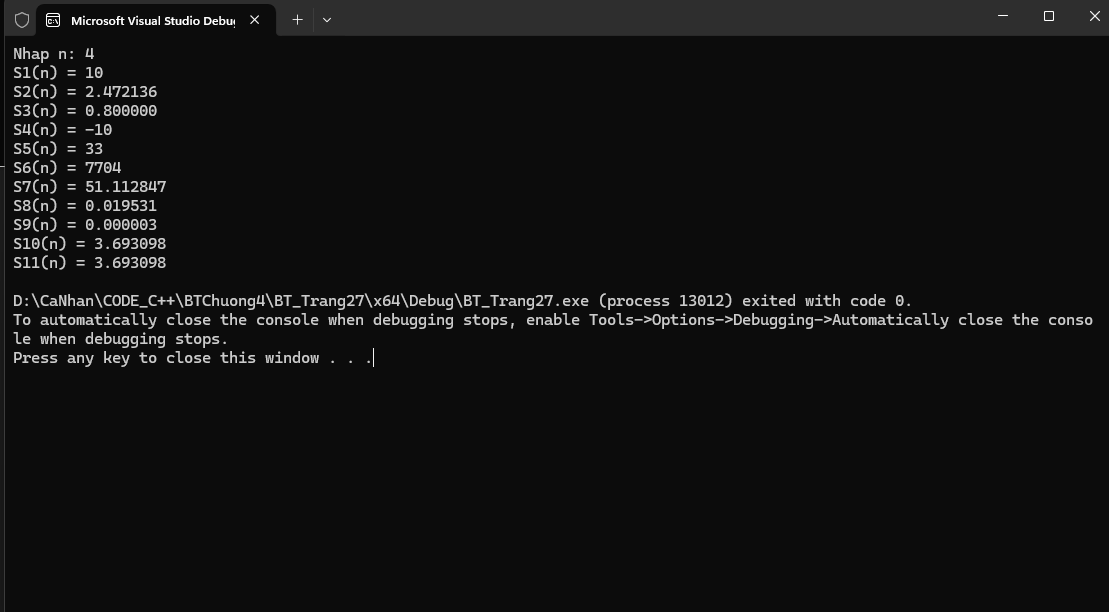 Microsoft Visual Studio Debug
Nhap n: 4
S1(n) = 10
S2(n) = 2.472136
S3(n) = 0.800000
S4(n) = -10
S5(n) = 33
S6(n) = 7704
S7(n) = 51.112847
S8(n) = 0.019531
S9(n) = 0.000003
S10(n) = 3.693098
S11(n) = 3.693098
D:\CaNhan\CODE_C++\BTChuong4\BT_Trang27\x64\Debug\BT_Trang27.exe (process 13012) exited with code 0.
To automatically close the console when debugging stops, enable Tools->Options->Debugging->Automatically close the conso
le when debugging stops.
Press any key to close this window . . .